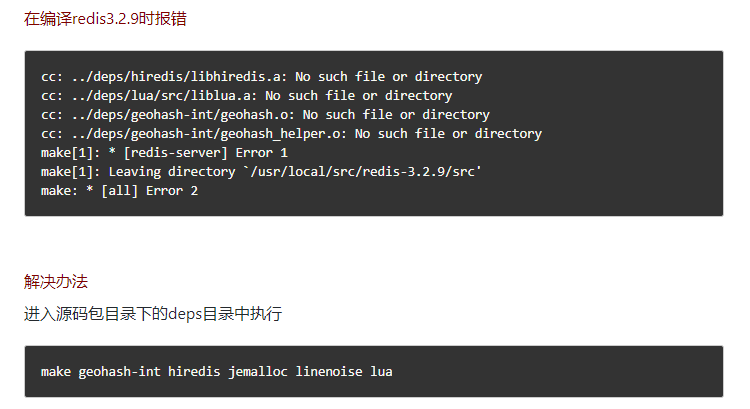 在编译redis3.2.9时报错
cc: ../deps/hiredis/libhiredis.a: No such file or directory
cc: ../deps/lua/src/liblua.a: No such file or directory
cc: ../deps/geohash-int/geohash.o: No such file or directory
cc: ../deps/geohash-int/geohash_helper.o: No such file or directory
make[1]: * [redis-server] Error 1
make[1]: Leaving directory `/usr/local/src/redis-3.2.9/src'
make: * [all] Error 2
解决办法
进入源码包目录下的deps目录中执行
make geohash-int hiredis jemalloc linenoise lua